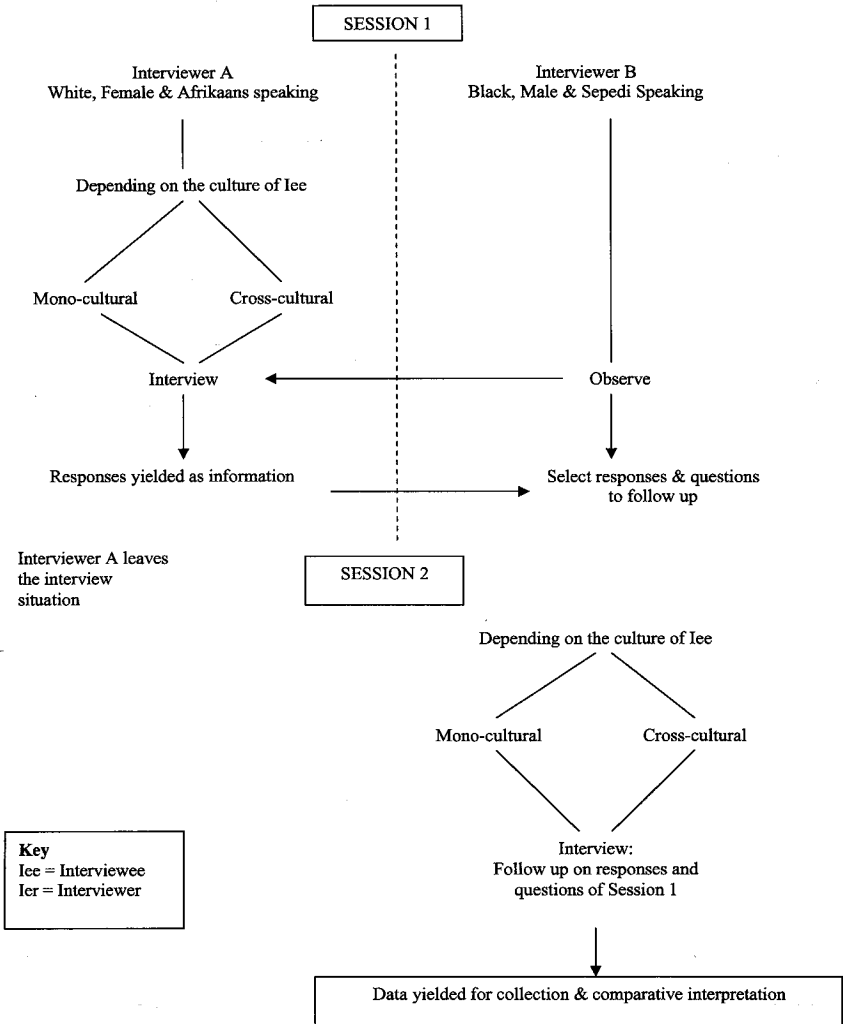 SESSION 1
Interviewer A
White, Female & Afrikaans speaking
Interviewer B
Black, Male & Sepedi Speaking
Depending on the culture of Iee
Mono-cultural
Cross-cultural
Interview
Observe
Responses yielded as information
Select responses & questions
to follow up
Interviewer A leaves
the interview
situation
SESSION 2
Depending on the culture of Iee
Mono-cultural
Cross-cultural
Interview:
Follow up on responses and
questions of Session 1
Key
Iee = Interviewee
Ier = Interviewer
Data yielded for collection & comparative interpretation